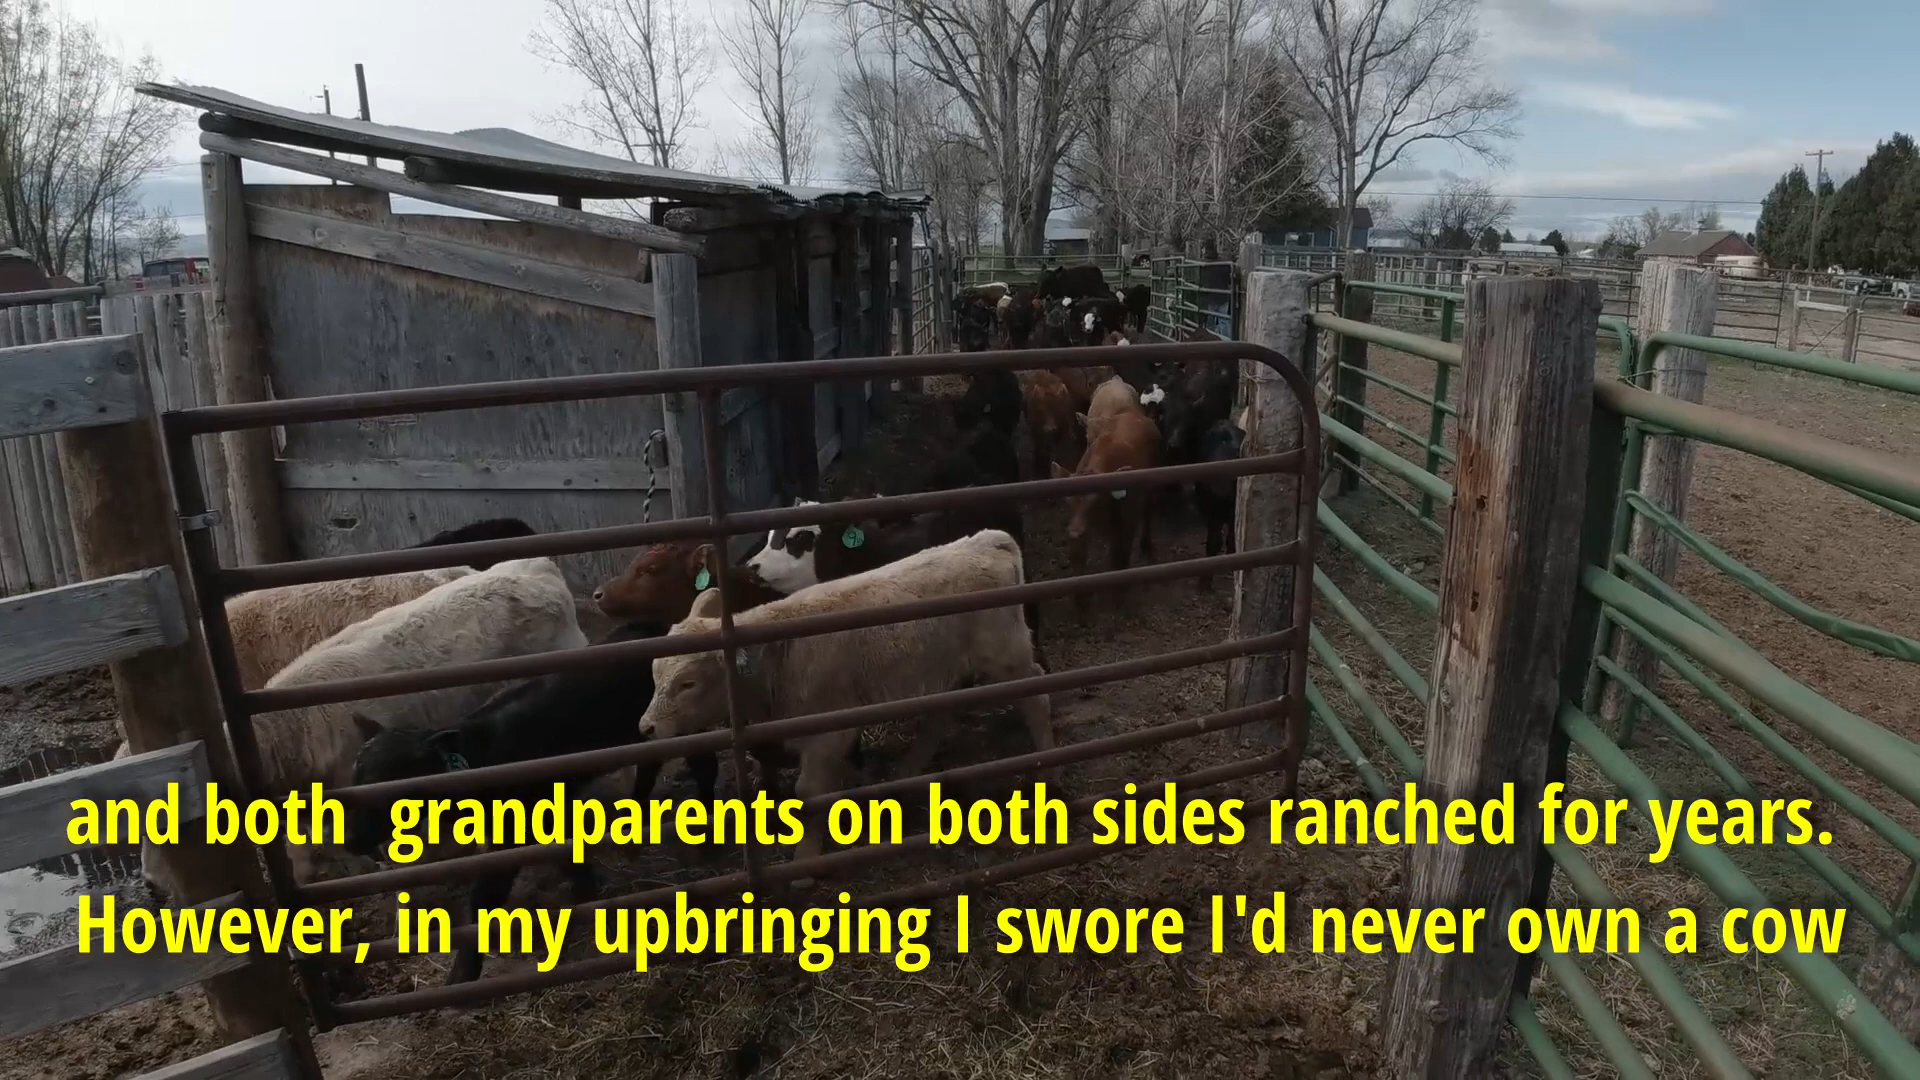 and both  grandparents on both sides ranched for years.
However, in my upbringing I swore I'd never own a cow